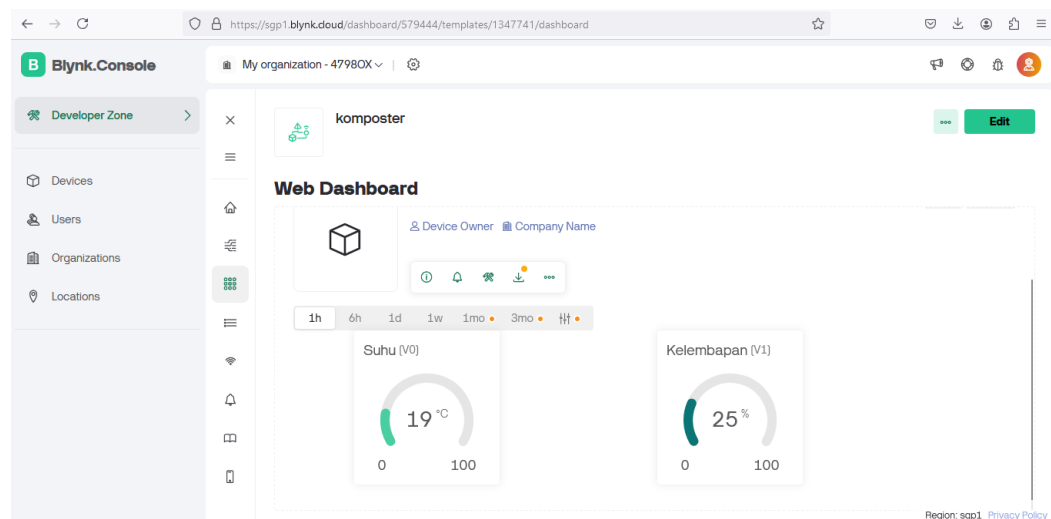 https://sgp1.blynk.cloud/dashboard/579444/templates/1347741/dashboard
B Blynk.Console
My organization - 4798OX
Developer Zone
Devices
Users
Organizations
Locations
komposter
Edit
Web Dashboard
Device Owner Company Name
1h 6h 1d 1w 1mo 3mo
Suhu (V0)
19 °C
0 100
Kelembapan (V1)
25 %
0 100
Region: sgp1 Privacy Policy